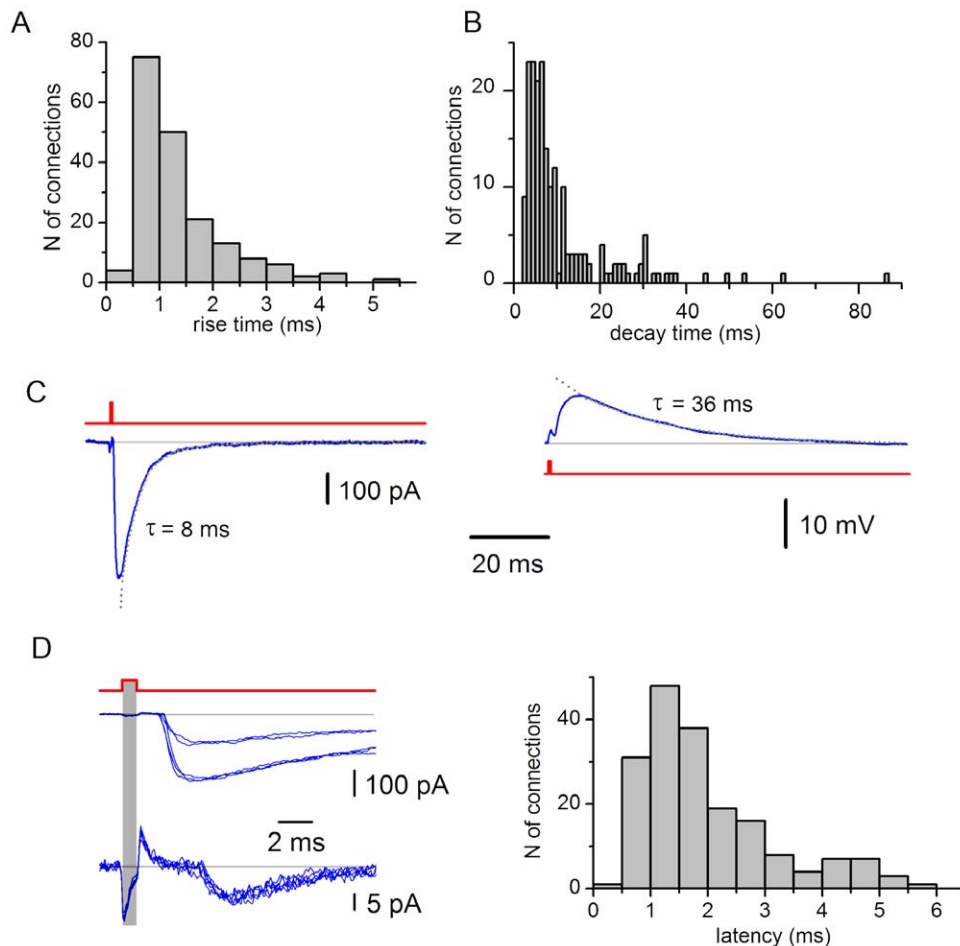 A
N of connections
80
60
40
20
0
0 1 2 3 4 5
rise time (ms)
B
N of connections
20
10
0
0 20 40 60 80
decay time (ms)
C
100 pA
τ = 8 ms
τ = 36 ms
20 ms
10 mV
D
100 pA
2 ms
5 pA
N of connections
40
20
0
0 1 2 3 4 5 6
latency (ms)